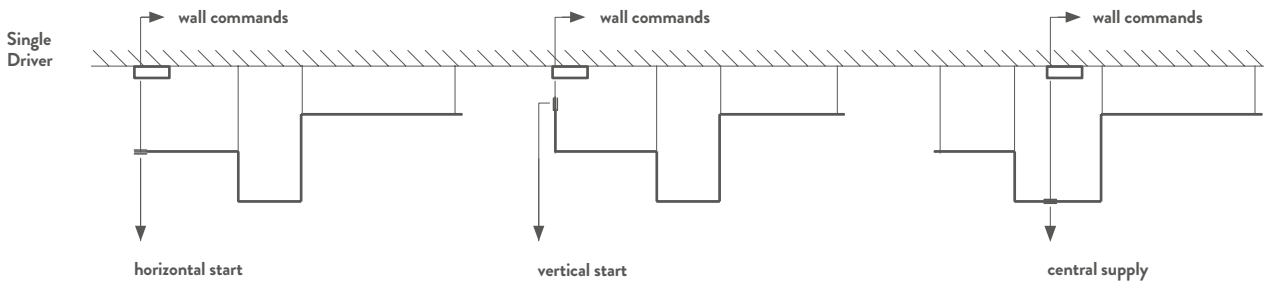 wall commands
wall commands
wall commands
Single
Driver
horizontal start
vertical start
central supply